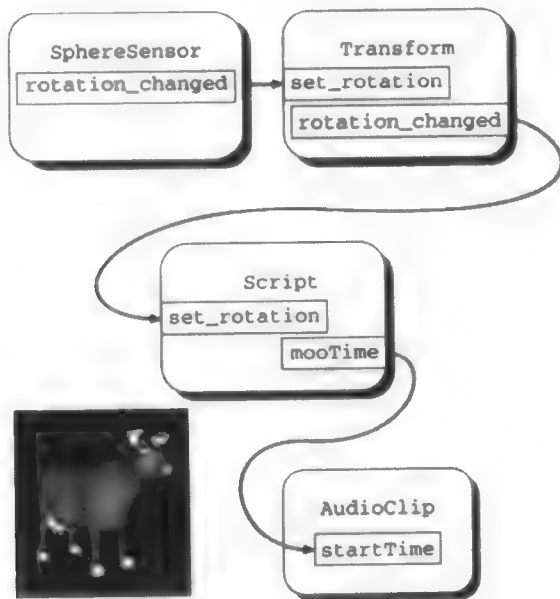 SphereSensor
rotation_changed
Transform
set_rotation
rotation_changed
Script
set_rotation
mooTime
AudioClip
startTime